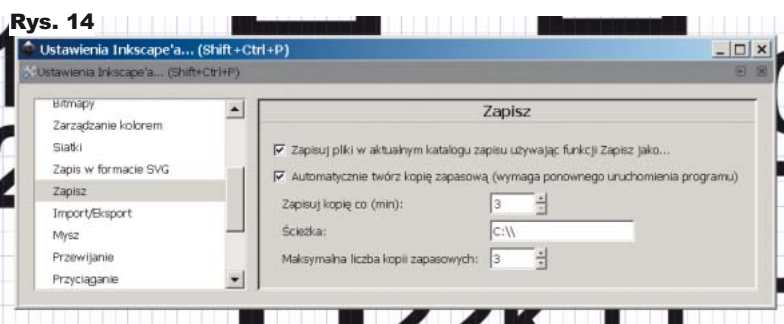 Rys. 14
Ustawienia Inkscape'a... (Shift+Ctrl+P)
Ustawienia Inkscape'a... (Shift+Ctrl+P)
Bitmapy
Zarządzanie kolorem
Siatki
Zapis w formacie SVG
Zapisz
Import/Eksport
Mysz
Przewijanie
Przyciąganie
Zapisz
Zapisuj pliki w aktualnym katalogu zapisu używając funkcji Zapisz jako...
Automatycznie twórz kopię zapasową (wymaga ponownego uruchomienia programu)
Zapisuj kopię co (min): 3
Ścieżka: C:\\
Maksymalna liczba kopii zapasowych: 3